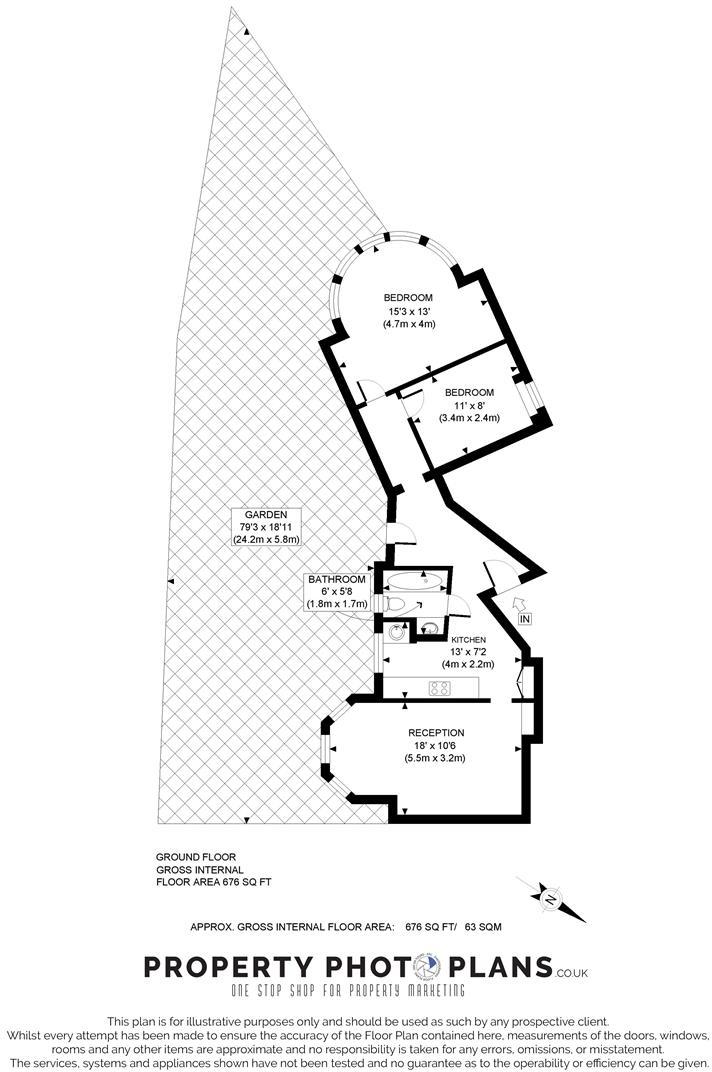 BEDROOM
15'3 x 13'
(4.7m x 4m)
BEDROOM
11' x 8'
(3.4m x 2.4m)
GARDEN
79'3 x 18'11
(24.2m x 5.8m)
BATHROOM
6' x 5'8
(1.8m x 1.7m)
IN
KITCHEN
13' x 7'2
(4m x 2.2m)
RECEPTION
18' x 10'6
(5.5m x 3.2m)
GROUND FLOOR
GROSS INTERNAL
FLOOR AREA 676 SQ FT
N
APPROX. GROSS INTERNAL FLOOR AREA: 676 SQ FT/ 63 SQM
PROPERTY PHOTO PLANS.CO.UK
ONE STOP SHOP FOR PROPERTY MARKETING
This plan is for illustrative purposes only and should be used as such by any prospective client.
Whilst every attempt has been made to ensure the accuracy of the Floor Plan contained here, measurements of the doors, windows,
rooms and any other items are approximate and no responsibility is taken for any errors, omissions, or misstatement.
The services, systems and appliances shown have not been tested and no guarantee as to the operability or efficiency can be given.